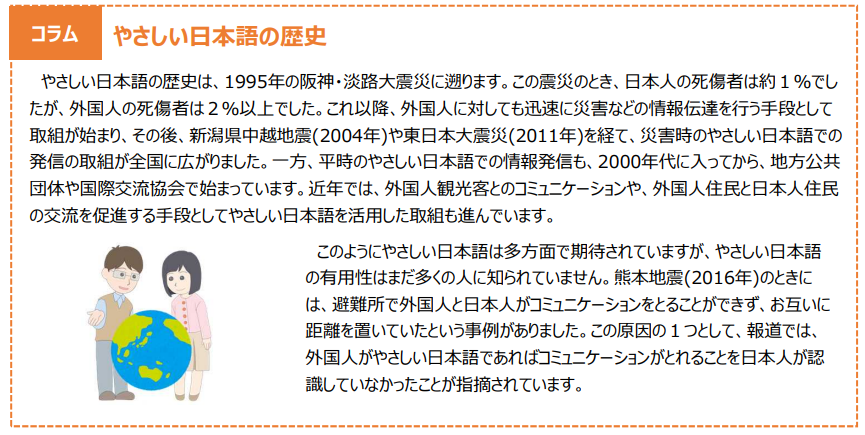 コラム
やさしい日本語の歴史
やさしい日本語の歴史は、1995年の阪神・淡路大震災に遡ります。この震災のとき、日本人の死傷者は約１％でし
たが、外国人の死傷者は２％以上でした。これ以降、外国人に対しても迅速に災害などの情報伝達を行う手段として
取組が始まり、その後、新潟県中越地震(2004年)や東日本大震災(2011年)を経て、災害時のやさしい日本語での
発信の取組が全国に広がりました。一方、平時のやさしい日本語での情報発信も、2000年代に入ってから、地方公共
団体や国際交流協会で始まっています。近年では、外国人観光客とのコミュニケーションや、外国人住民と日本人住民
の交流を促進する手段としてやさしい日本語を活用した取組も進んでいます。
このようにやさしい日本語は多方面で期待されていますが、やさしい日本語
の有用性はまだ多くの人に知られていません。熊本地震(2016年)のときに
は、避難所で外国人と日本人がコミュニケーションをとることができず、お互いに
距離を置いていたという事例がありました。この原因の１つとして、報道では、
外国人がやさしい日本語であればコミュニケーションがとれることを日本人が認
識していなかったことが指摘されています。